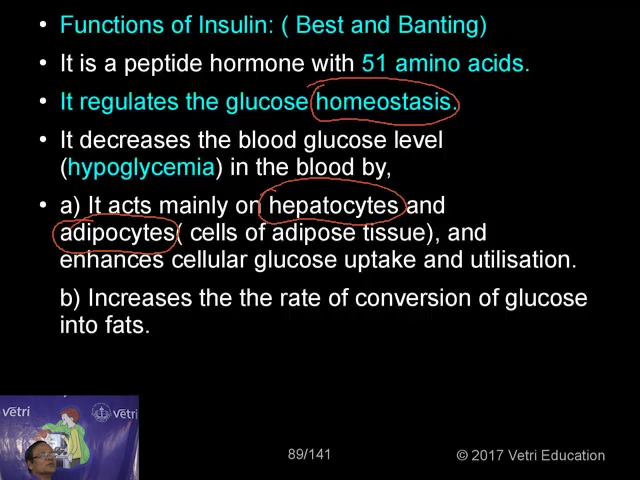 • Functions of Insulin: ( Best and Banting)
• It is a peptide hormone with 51 amino acids.
• It regulates the glucose homeostasis.
• It decreases the blood glucose level
(hypoglycemia) in the blood by,
• a) It acts mainly on hepatocytes and
adipocytes( cells of adipose tissue), and
enhances cellular glucose uptake and utilisation.
b) Increases the the rate of conversion of glucose
into fats.
vetri
vetri
89/141
© 2017 Vetri Education